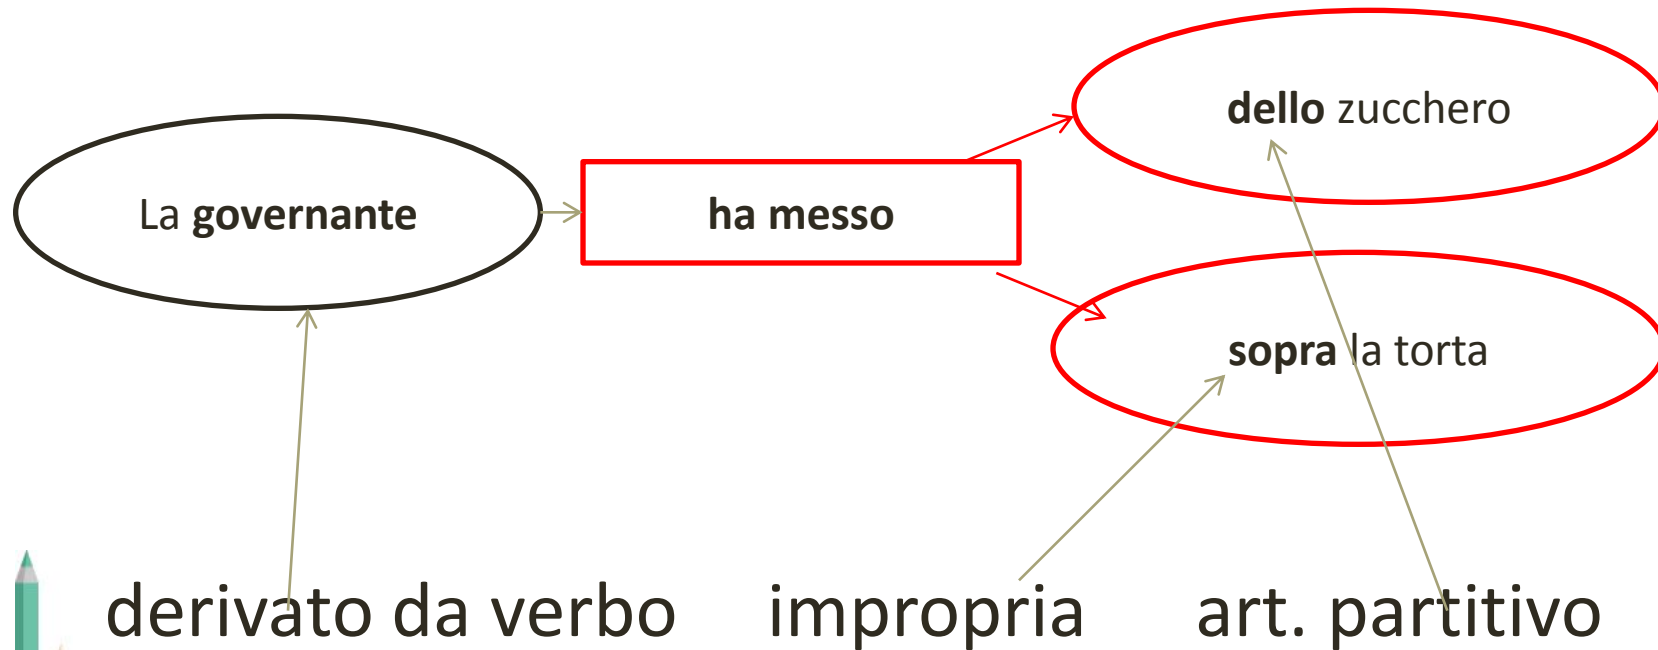 dello zucchero
La governante
ha messo
sopra la torta
derivato da verbo
impropria
art. partitivo